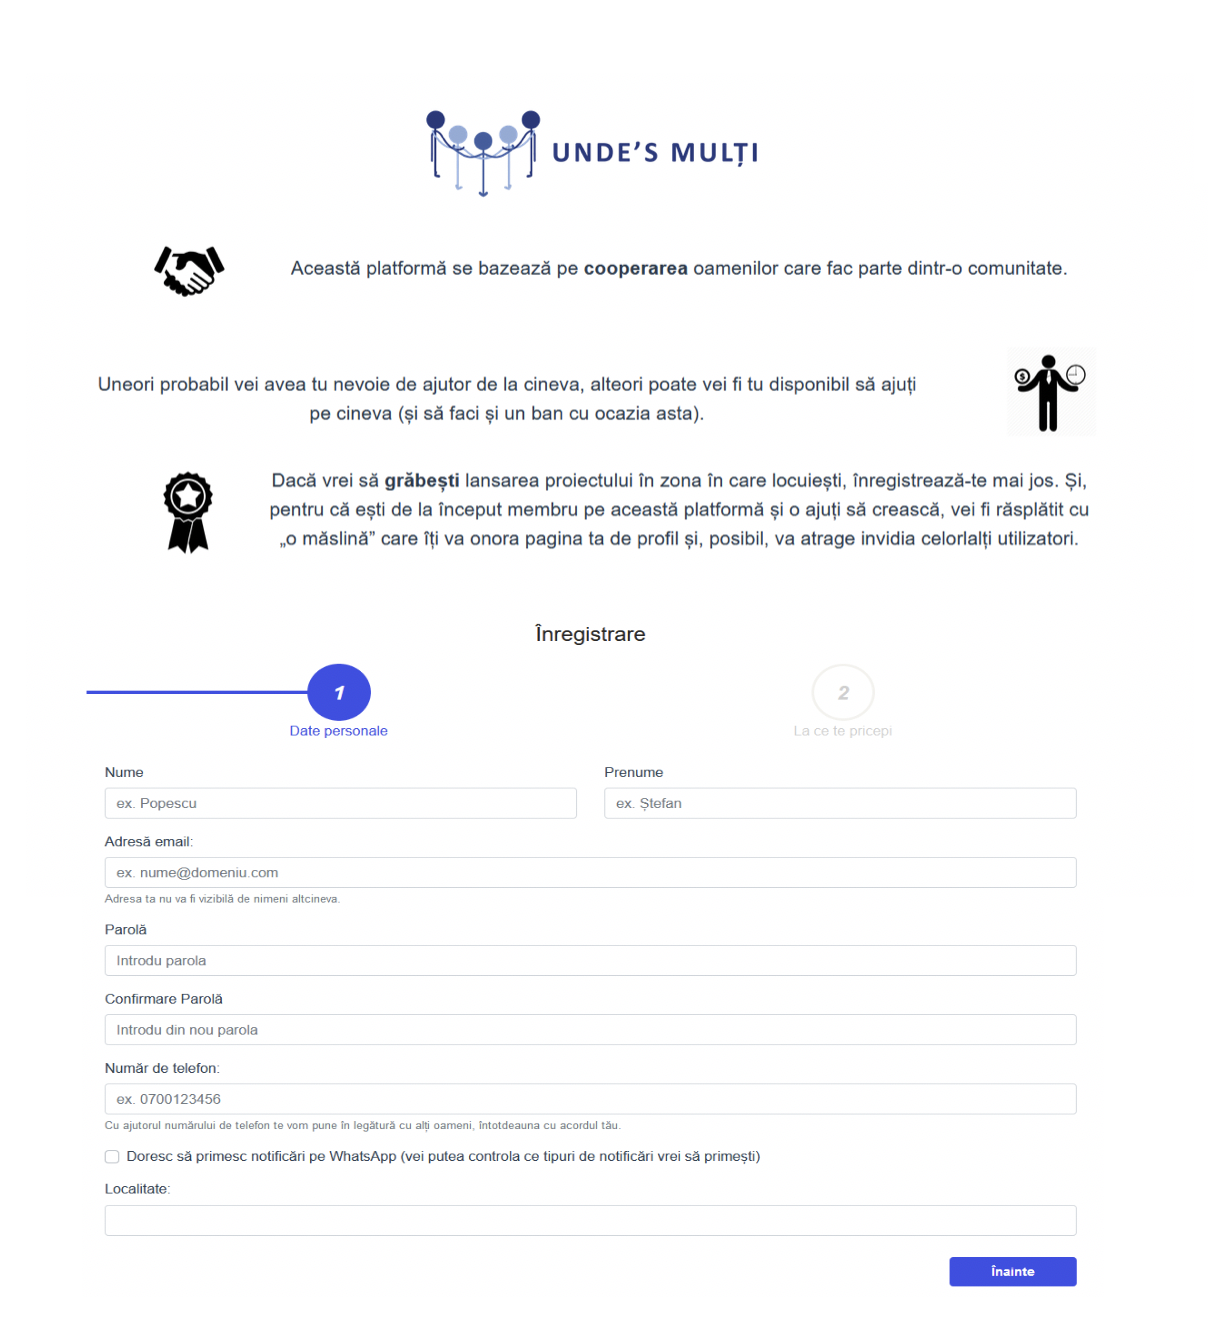 UNDE'S MULȚI
Această platformă se bazează pe cooperarea oamenilor care fac parte dintr-o comunitate.
Uneori probabil vei avea tu nevoie de ajutor de la cineva, alteori poate vei fi tu disponibil să ajuți
pe cineva (și să faci și un ban cu ocazia asta).
$
Dacă vrei să grăbești lansarea proiectului în zona în care locuiești, înregistrează-te mai jos. Și,
pentru că ești de la început membru pe această platformă și o ajuți să crească, vei fi răsplătit cu
„o măslină” care îți va onora pagina ta de profil și, posibil, va atrage invidia celorlalți utilizatori.
Înregistrare
1
2
Date personale
La ce te pricepi
Nume
Prenume
ex. Popescu
ex. Ștefan
Adresă email:
ex. nume@domeniu.com
Adresa ta nu va fi vizibilă de nimeni altcineva.
Parolă
Introdu parola
Confirmare Parolă
Introdu din nou parola
Număr de telefon:
ex. 0700123456
Cu ajutorul numărului de telefon te vom pune în legătură cu alți oameni, întotdeauna cu acordul tău.
Doresc să primesc notificări pe WhatsApp (vei putea controla ce tipuri de notificări vrei să primești)
Localitate:
Înainte